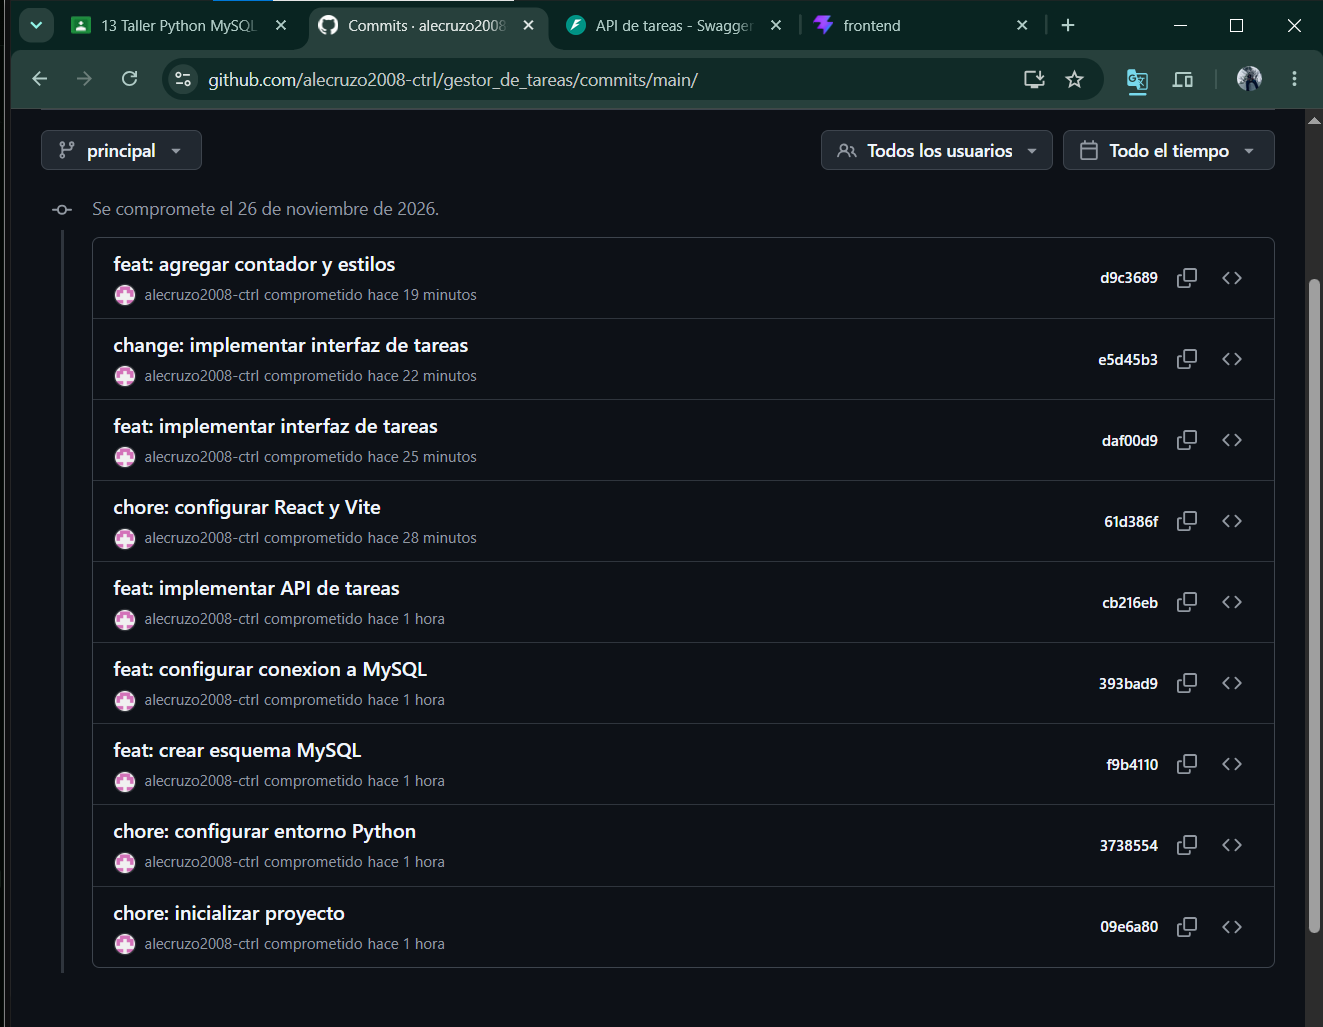 13 Taller Python MySQL
Commits · alecruzo2008
API de tareas - Swagger
frontend
github.com/alecruzo2008-ctrl/gestor_de_tareas/commits/main/
principal
Todos los usuarios
Todo el tiempo
Se compromete el 26 de noviembre de 2026.
feat: agregar contador y estilos
alecruzo2008-ctrl comprometido hace 19 minutos
d9c3689
change: implementar interfaz de tareas
alecruzo2008-ctrl comprometido hace 22 minutos
e5d45b3
feat: implementar interfaz de tareas
alecruzo2008-ctrl comprometido hace 25 minutos
daf00d9
chore: configurar React y Vite
alecruzo2008-ctrl comprometido hace 28 minutos
61d386f
feat: implementar API de tareas
alecruzo2008-ctrl comprometido hace 1 hora
cb216eb
feat: configurar conexion a MySQL
alecruzo2008-ctrl comprometido hace 1 hora
393bad9
feat: crear esquema MySQL
alecruzo2008-ctrl comprometido hace 1 hora
f9b4110
chore: configurar entorno Python
alecruzo2008-ctrl comprometido hace 1 hora
3738554
chore: inicializar proyecto
alecruzo2008-ctrl comprometido hace 1 hora
09e6a80